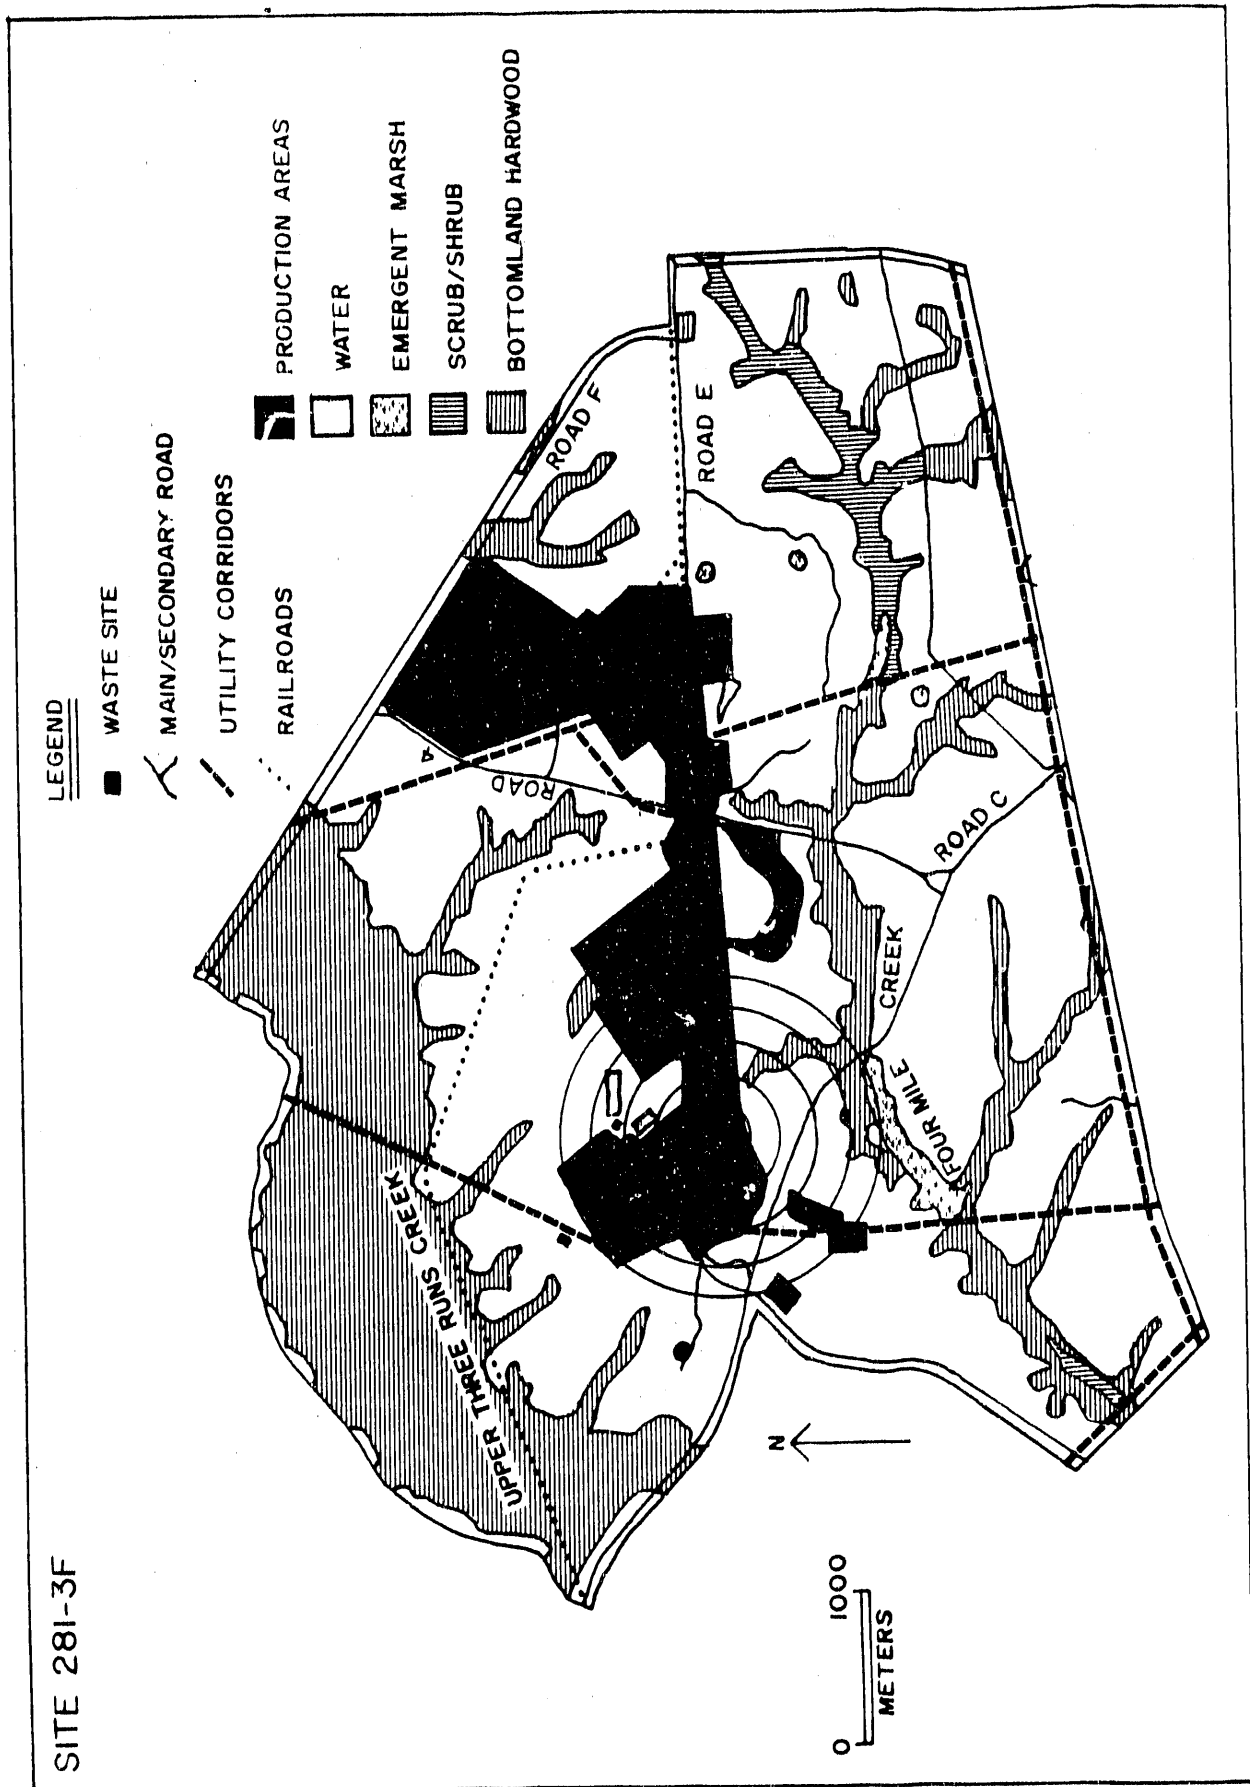 SITE 281-3F
LEGEND
WASTE SITE
MAIN/SECONDARY ROAD
UTILITY CORRIDORS
RAILROADS
PRODUCTION AREAS
WATER
EMERGENT MARSH
SCRUB/SHRUB
BOTTOMLAND HARDWOOD
UPPER THREE RUNS CREEK
ROAD
ROAD F
ROAD E
ROAD C
FOUR MILE
CREEK
N
0 1000
METERS